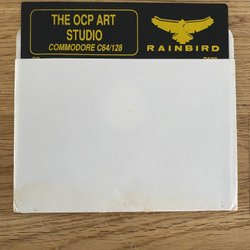 THE OCP ART
STUDIO
COMMODORE C64/128
RAINBIRD